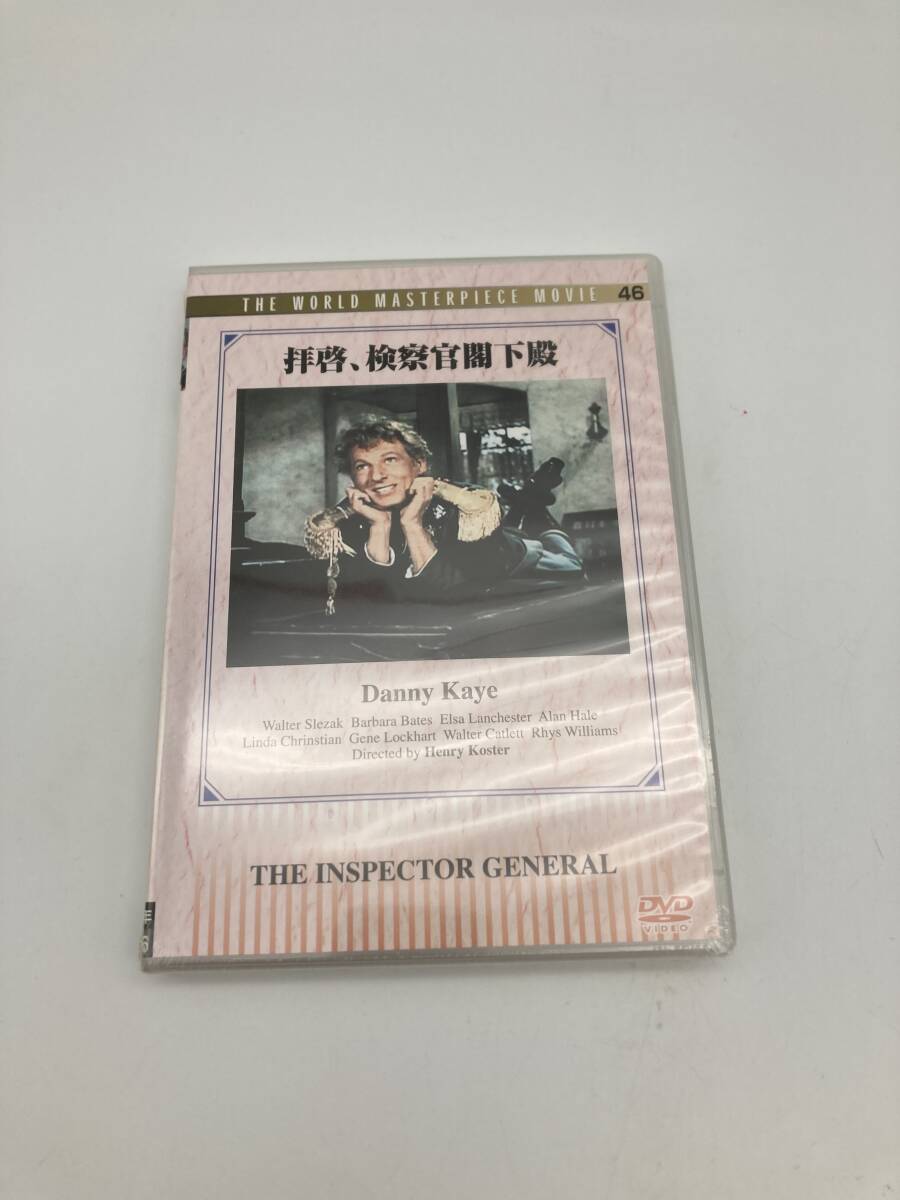 THE WORLD MASTERPIECE MOVIE 46
拝啓、検察官閣下殿
Danny Kaye
Walter Slezak Barbara Bates Elsa Lanchester Alan Hale
Linda Chrinstian Gene Lockhart Walter Catlett Rhys Williams
Directed by Henry Koster
THE INSPECTOR GENERAL
DVD
VIDEO